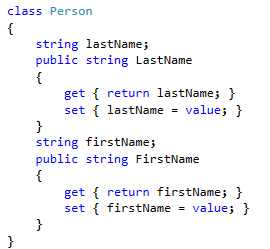 class Person
{
    string lastName;
    public string LastName
    {
        get { return lastName; }
        set { lastName = value; }
    }
    string firstName;
    public string FirstName
    {
        get { return firstName; }
        set { firstName = value; }
    }
}